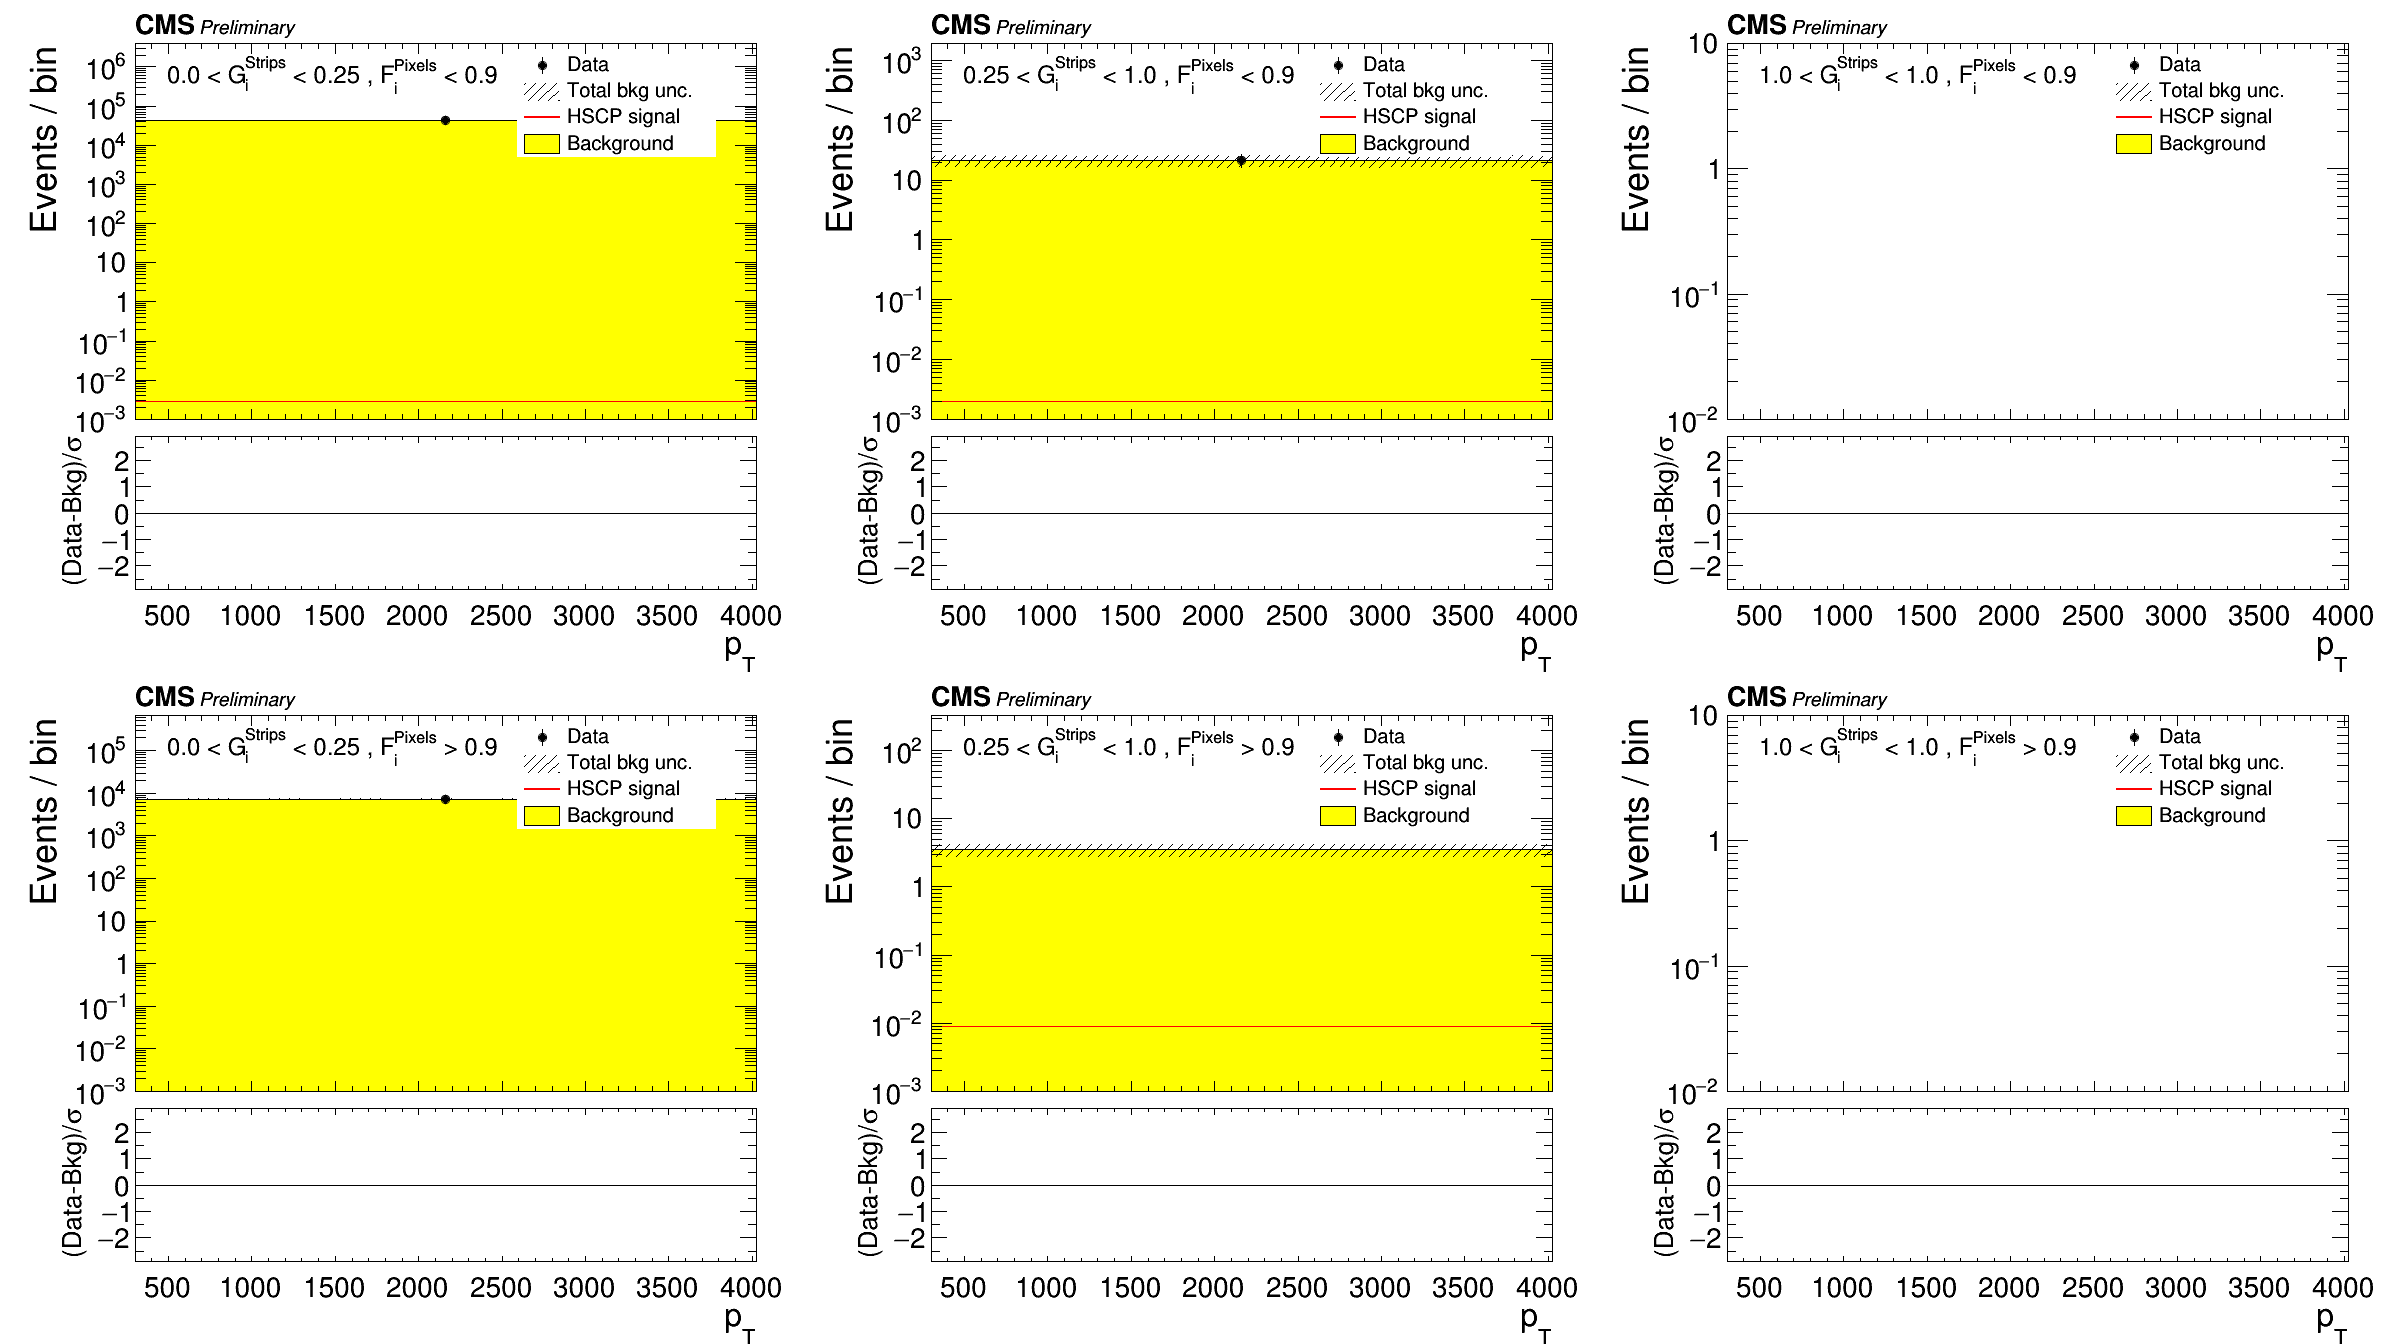 CMS Preliminary
Events / bin
0.0 < G_i^Strips < 0.25 , F_i^Pixels < 0.9
Data
Total bkg unc.
HSCP signal
Background
10^6
10^5
10^4
10^3
10^2
10
1
10^−1
10^−2
10^−3
(Data-Bkg)/σ
2
1
0
−1
−2
500 1000 1500 2000 2500 3000 3500 4000
p_T
CMS Preliminary
Events / bin
0.25 < G_i^Strips < 1.0 , F_i^Pixels < 0.9
Data
Total bkg unc.
HSCP signal
Background
10^3
10^2
10
1
10^−1
10^−2
10^−3
(Data-Bkg)/σ
2
1
0
−1
−2
500 1000 1500 2000 2500 3000 3500 4000
p_T
CMS Preliminary
Events / bin
1.0 < G_i^Strips < 1.0 , F_i^Pixels < 0.9
Data
Total bkg unc.
HSCP signal
Background
10
1
10^−1
10^−2
(Data-Bkg)/σ
2
1
0
−1
−2
500 1000 1500 2000 2500 3000 3500 4000
p_T
CMS Preliminary
Events / bin
0.0 < G_i^Strips < 0.25 , F_i^Pixels > 0.9
Data
Total bkg unc.
HSCP signal
Background
10^5
10^4
10^3
10^2
10
1
10^−1
10^−2
10^−3
(Data-Bkg)/σ
2
1
0
−1
−2
500 1000 1500 2000 2500 3000 3500 4000
p_T
CMS Preliminary
Events / bin
0.25 < G_i^Strips < 1.0 , F_i^Pixels > 0.9
Data
Total bkg unc.
HSCP signal
Background
10^2
10
1
10^−1
10^−2
10^−3
(Data-Bkg)/σ
2
1
0
−1
−2
500 1000 1500 2000 2500 3000 3500 4000
p_T
CMS Preliminary
Events / bin
1.0 < G_i^Strips < 1.0 , F_i^Pixels > 0.9
Data
Total bkg unc.
HSCP signal
Background
10
1
10^−1
10^−2
(Data-Bkg)/σ
2
1
0
−1
−2
500 1000 1500 2000 2500 3000 3500 4000
p_T